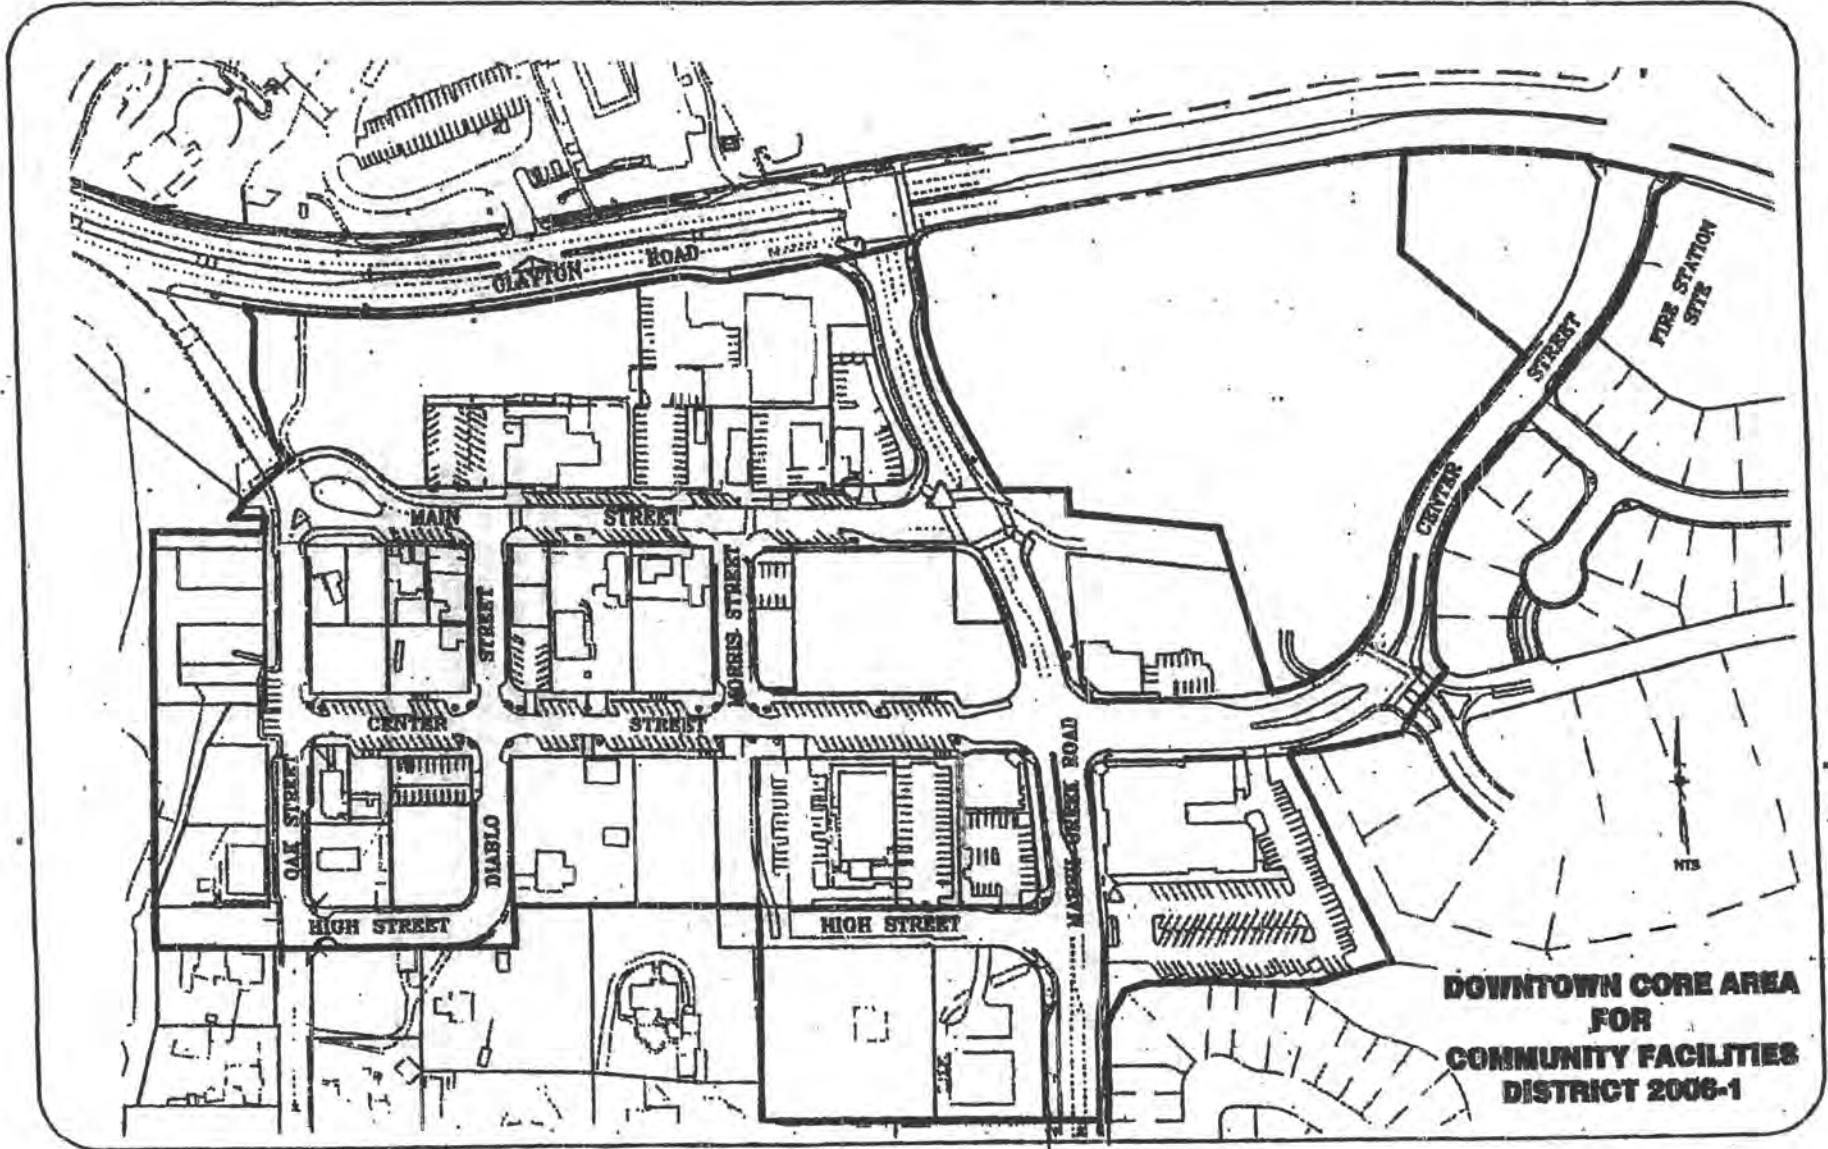 CLAYTON ROAD
FIRE STATION
SITE
STREET
CENTER
MAIN STREET
STREET
MORRIS STREET
CENTER STREET
OAK STREET
DIABLO
MARSH CREEK ROAD
NTS
HIGH STREET
HIGH STREET
DOWNTOWN CORE AREA
FOR
COMMUNITY FACILITIES
DISTRICT 2006-1